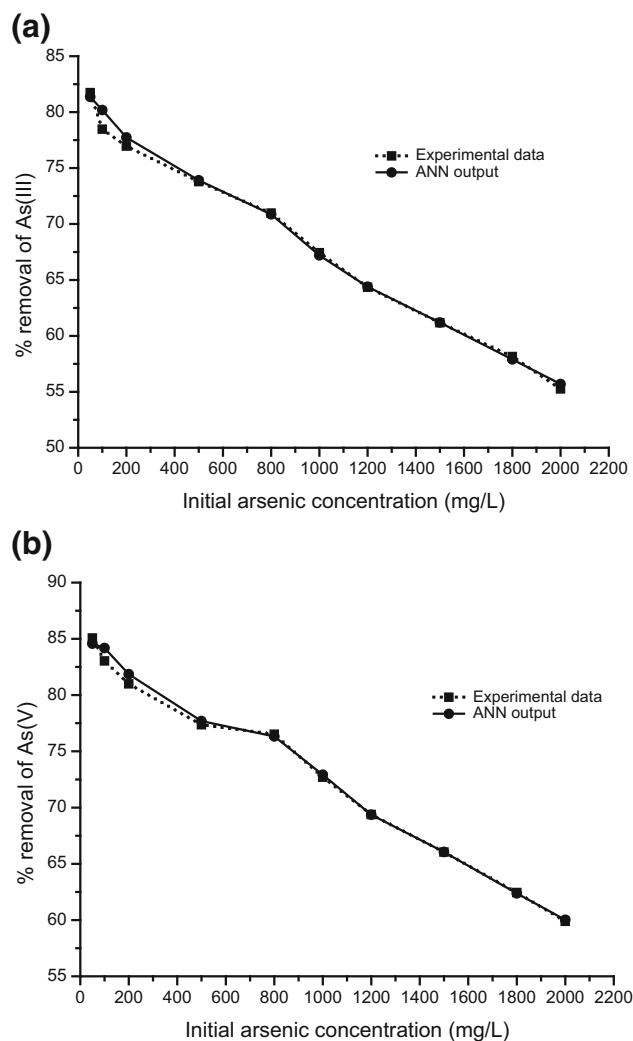 (a)
85
80
75
70
65
60
55
50
% removal of As(III)
Experimental data
ANN output
0 200 400 600 800 1000 1200 1400 1600 1800 2000 2200
Initial arsenic concentration (mg/L)
(b)
90
85
80
75
70
65
60
55
% removal of As(V)
Experimental data
ANN output
0 200 400 600 800 1000 1200 1400 1600 1800 2000 2200
Initial arsenic concentration (mg/L)